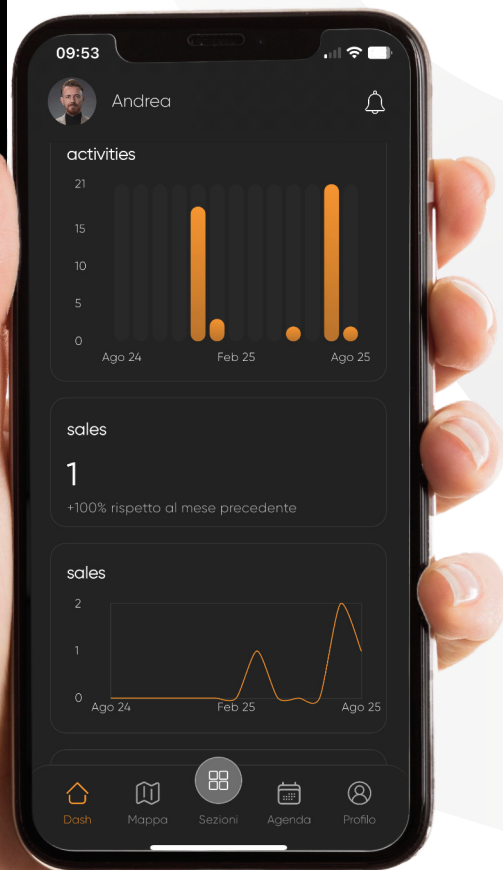 09:53
Andrea
activities
21
15
10
5
0
Ago 24 Feb 25 Ago 25
sales
1
+100% rispetto al mese precedente
sales
2
1
0
Ago 24 Feb 25 Ago 25
Dash Mappa Sezioni Agenda Profilo